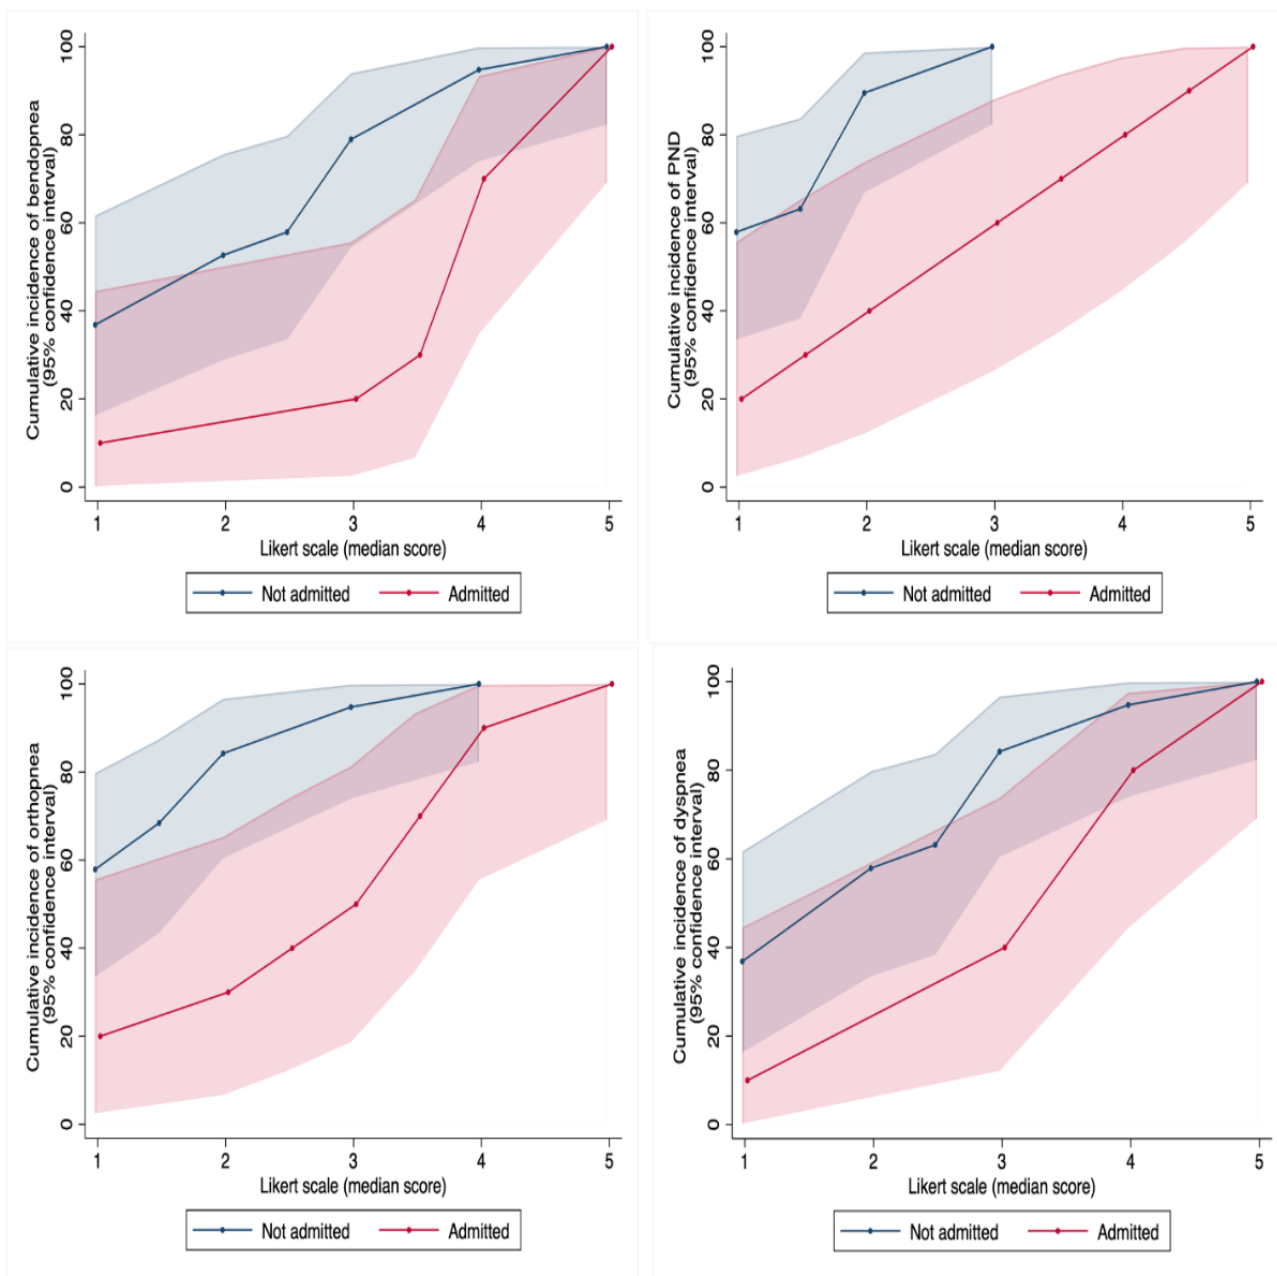 Cumulative incidence of bendopnea
(95% confidence interval)
100
80
60
40
20
0
1 2 3 4 5
Likert scale (median score)
Not admitted Admitted
Cumulative incidence of PND
(95% confidence interval)
100
80
60
40
20
0
1 2 3 4 5
Likert scale (median score)
Not admitted Admitted
Cumulative incidence of orthopnea
(95% confidence interval)
100
80
60
40
20
0
1 2 3 4 5
Likert scale (median score)
Not admitted Admitted
Cumulative incidence of dyspnea
(95% confidence interval)
100
80
60
40
20
0
1 2 3 4 5
Likert scale (median score)
Not admitted Admitted